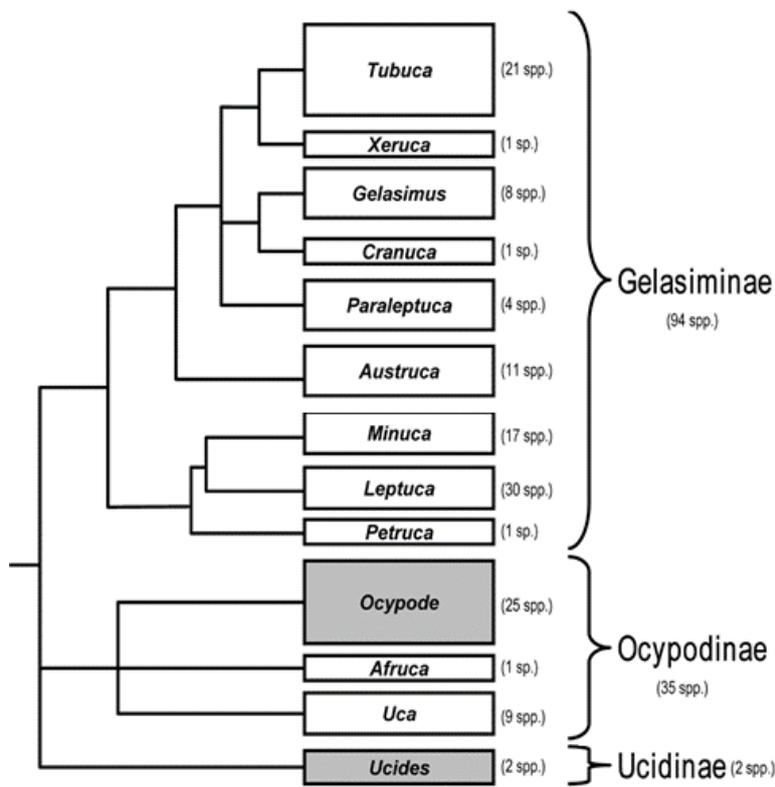 Tubuca (21 spp.)
Xeruca (1 sp.)
Gelasimus (8 spp.)
Cranuca (1 sp.)
Paraleptuca (4 spp.)
Austruca (11 spp.)
Minuca (17 spp.)
Leptuca (30 spp.)
Petruca (1 sp.)
Gelasiminae
(94 spp.)
Ocypode (25 spp.)
Afruca (1 sp.)
Uca (9 spp.)
Ocypodinae
(35 spp.)
Ucides (2 spp.)
Ucidinae (2 spp.)